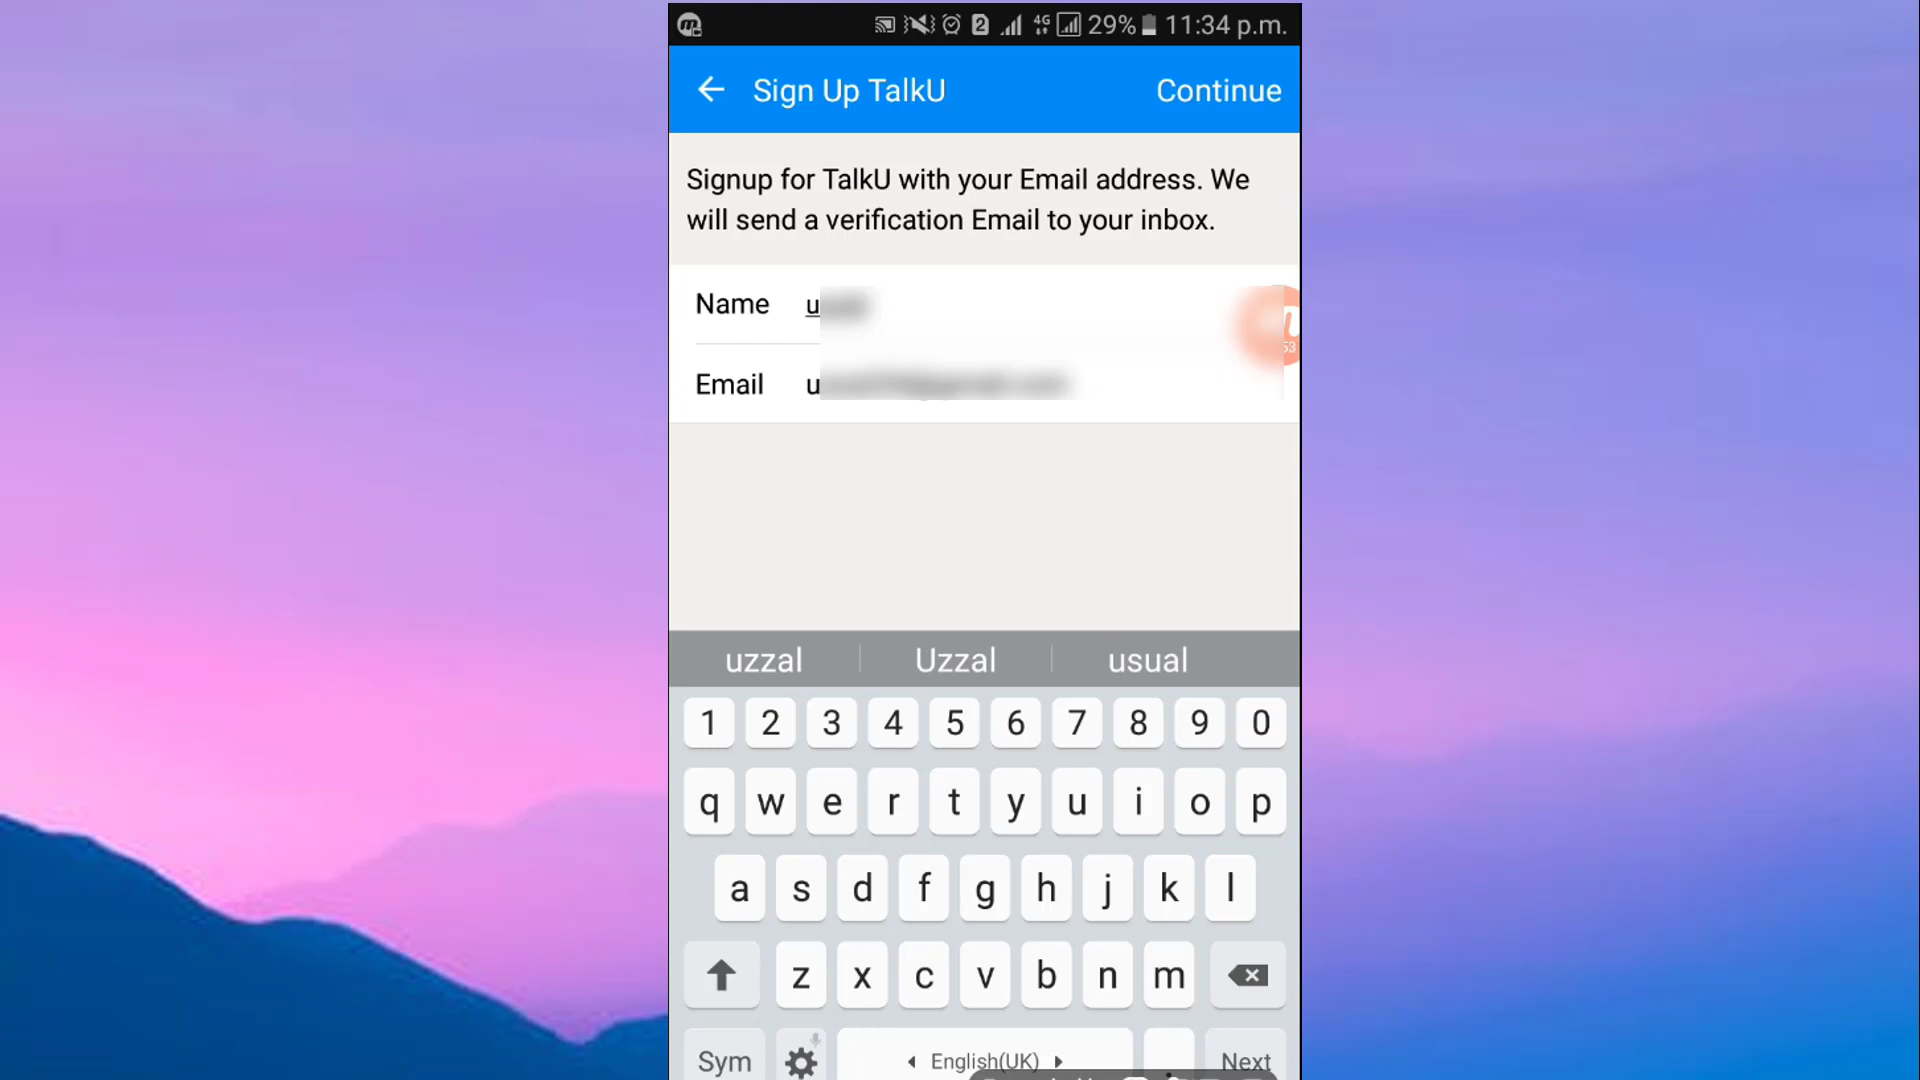 29% 11:34 p.m.
Sign Up TalkU Continue
Signup for TalkU with your Email address. We
will send a verification Email to your inbox.
Name u
Email u
uzzal Uzzal usual
1 2 3 4 5 6 7 8 9 0
q w e r t y u i o p
a s d f g h j k l
z x c v b n m
Sym English(UK) Next